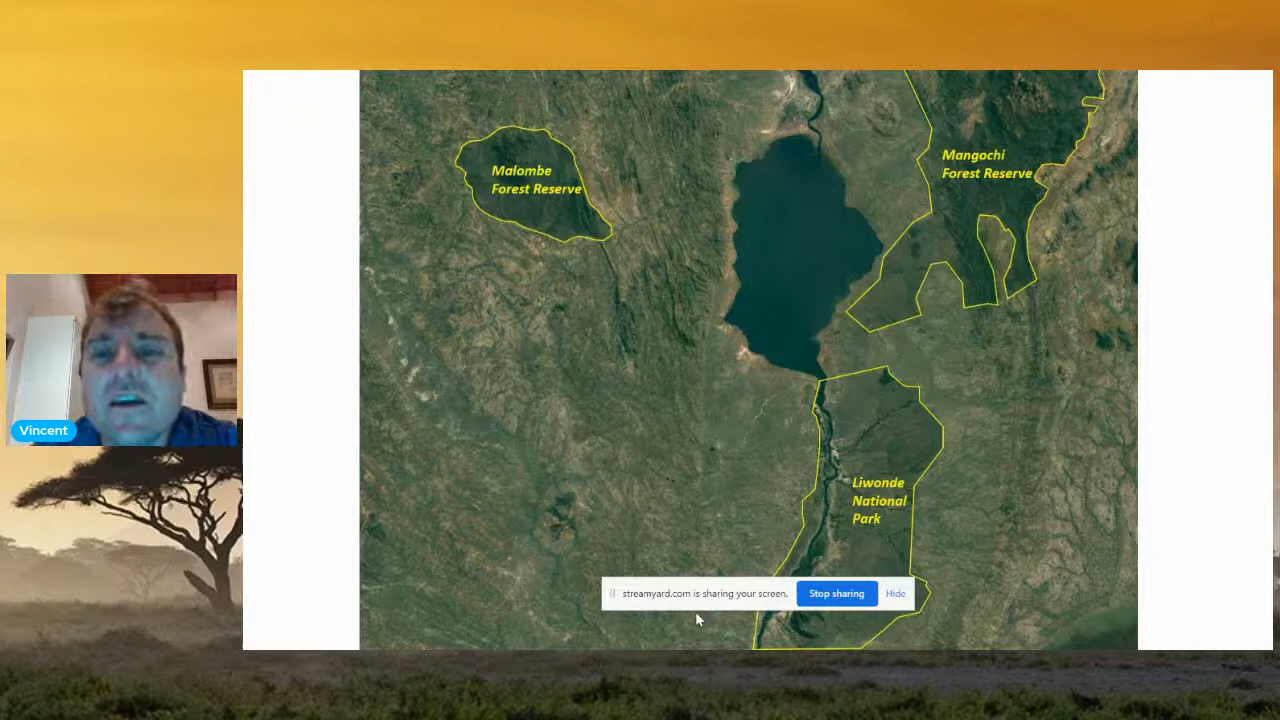 Malombe
Forest Reserve
Mangochi
Forest Reserve
Vincent
Liwonde
National
Park
streamyard.com is sharing your screen.
Stop sharing
Hide